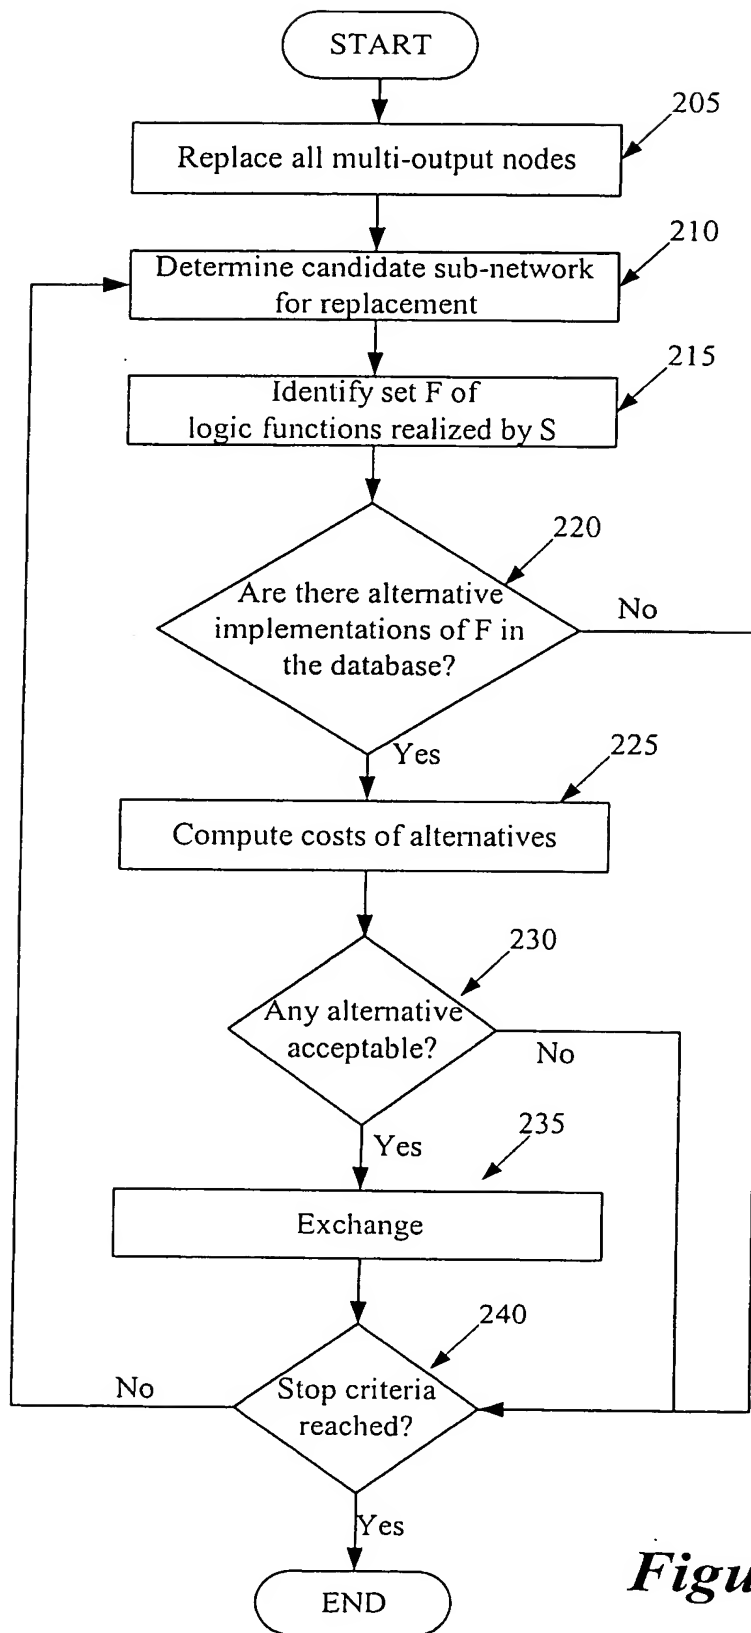 START
205
Replace all multi-output nodes
210
Determine candidate sub-network
for replacement
215
Identify set F of
logic functions realized by S
220
Are there alternative
implementations of F in
the database?
No
Yes
225
Compute costs of alternatives
230
Any alternative
acceptable?
No
Yes
235
Exchange
240
Stop criteria
reached?
No
Yes
END